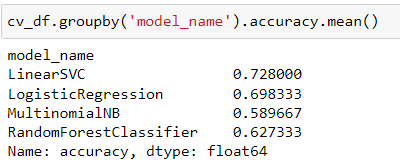 cv_df.groupby('model_name').accuracy.mean()
model_name
LinearSVC 0.728000
LogisticRegression 0.698333
MultinomialNB 0.589667
RandomForestClassifier 0.627333
Name: accuracy, dtype: float64